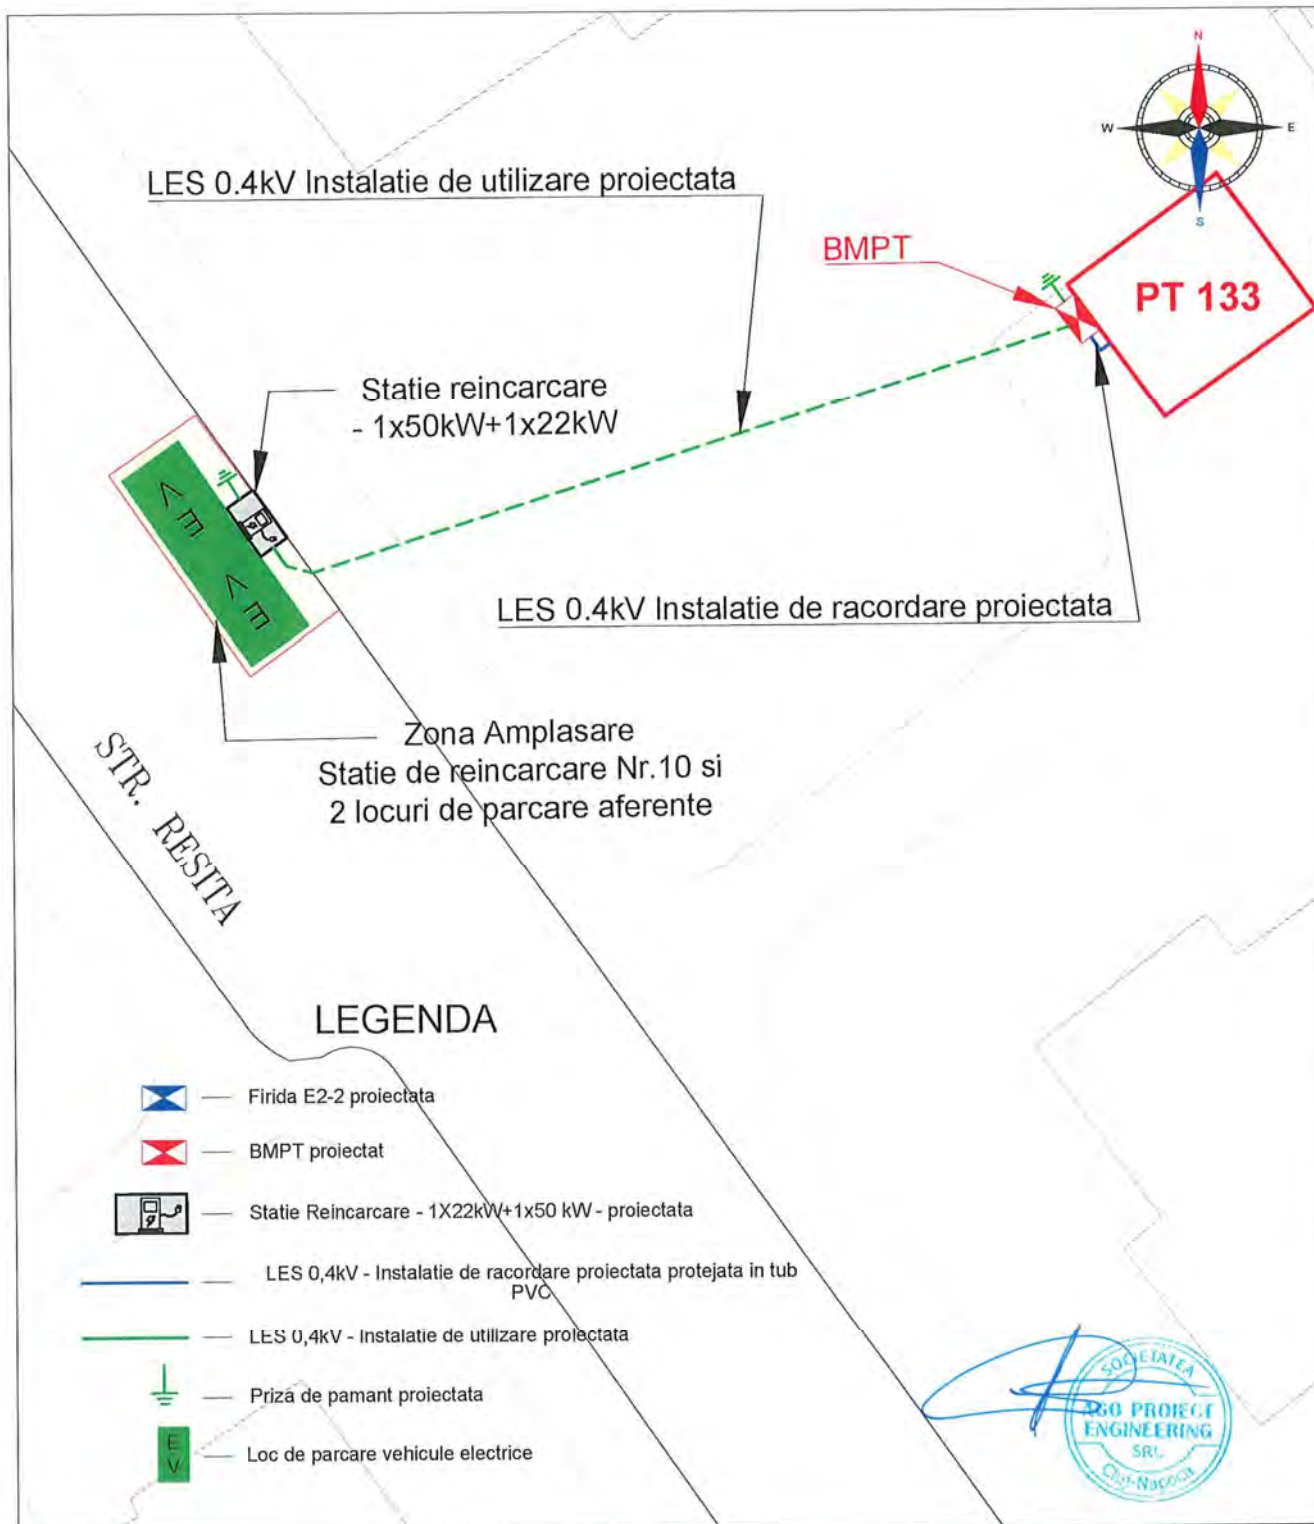 N
W
E
S
LES 0.4kV Instalatie de utilizare proiectata
BMPT
PT 133
Statie reincarcare
- 1x50kW+1x22kW
E V
E V
LES 0.4kV Instalatie de racordare proiectata
Zona Amplasare
Statie de reincarcare Nr.10 si
2 locuri de parcare aferente
STR. RESITA
LEGENDA
Firida E2-2 proiectata
BMPT proiectat
Statie Reincarcare - 1X22kW+1x50 kW - proiectata
LES 0,4kV - Instalatie de racordare proiectata protejata in tub
PVC
LES 0,4kV - Instalatie de utilizare proiectata
Priza de pamant proiectata
E
V
Loc de parcare vehicule electrice
SOCIETATEA
AGO PROIECT
ENGINEERING
SRL
Cluj-Napoca